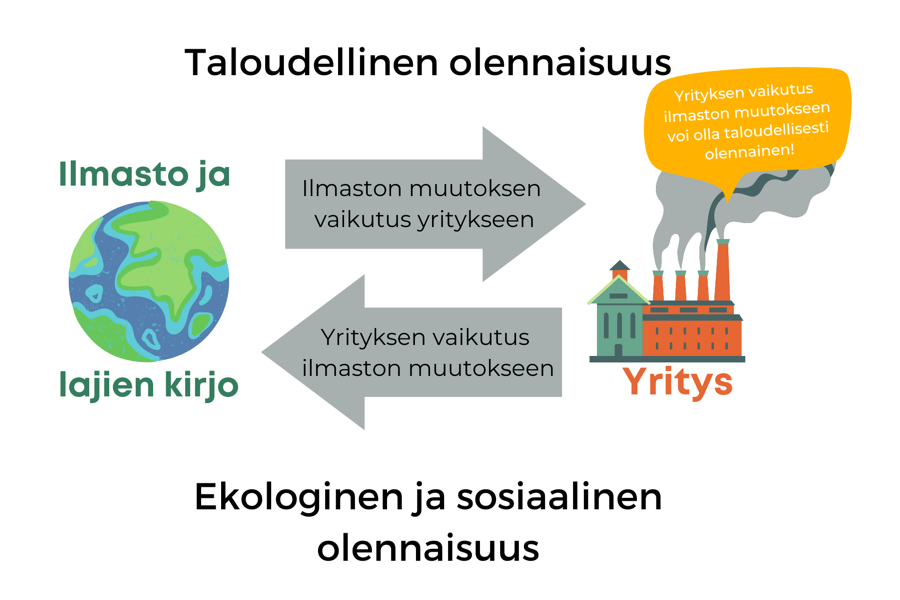 Taloudellinen olennaisuus
Yrityksen vaikutus
ilmaston muutokseen
voi olla taloudellisesti
olennainen!
Ilmasto ja
Ilmaston muutoksen
vaikutus yritykseen
Yrityksen vaikutus
ilmaston muutokseen
lajien kirjo
Yritys
Ekologinen ja sosiaalinen
olennaisuus